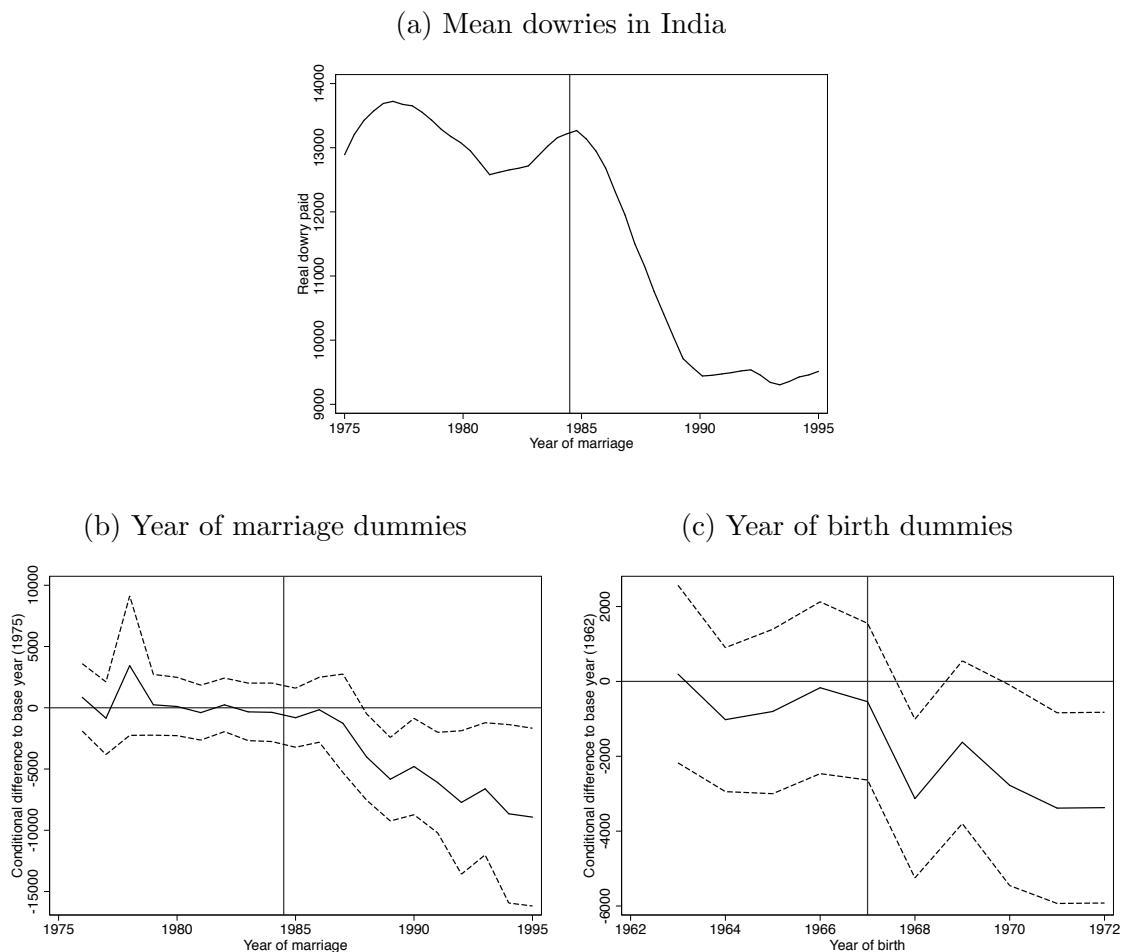 (a) Mean dowries in India
Real dowry paid
14000
13000
12000
11000
10000
9000
1975 1980 1985 1990 1995
Year of marriage
(b) Year of marriage dummies
Conditional difference to base year (1975)
10000
5000
0
-5000
-10000
-15000
1975 1980 1985 1990 1995
Year of marriage
(c) Year of birth dummies
Conditional difference to base year (1962)
2000
0
-2000
-4000
-6000
1962 1964 1966 1968 1970 1972
Year of birth